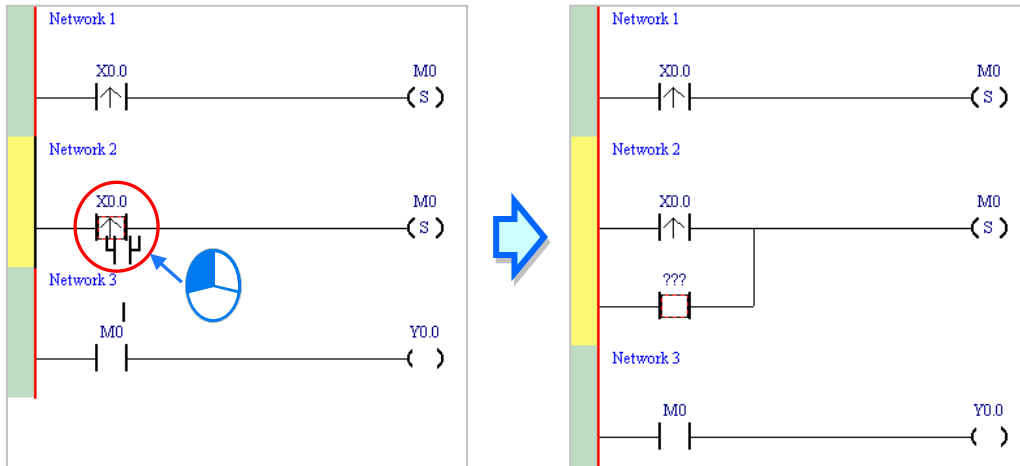 Network 1
X0.0 M0
S
Network 2
X0.0 M0
S
Network 3
M0 Y0.0
Network 1
X0.0 M0
S
Network 2
X0.0 M0
S
???
Network 3
M0 Y0.0